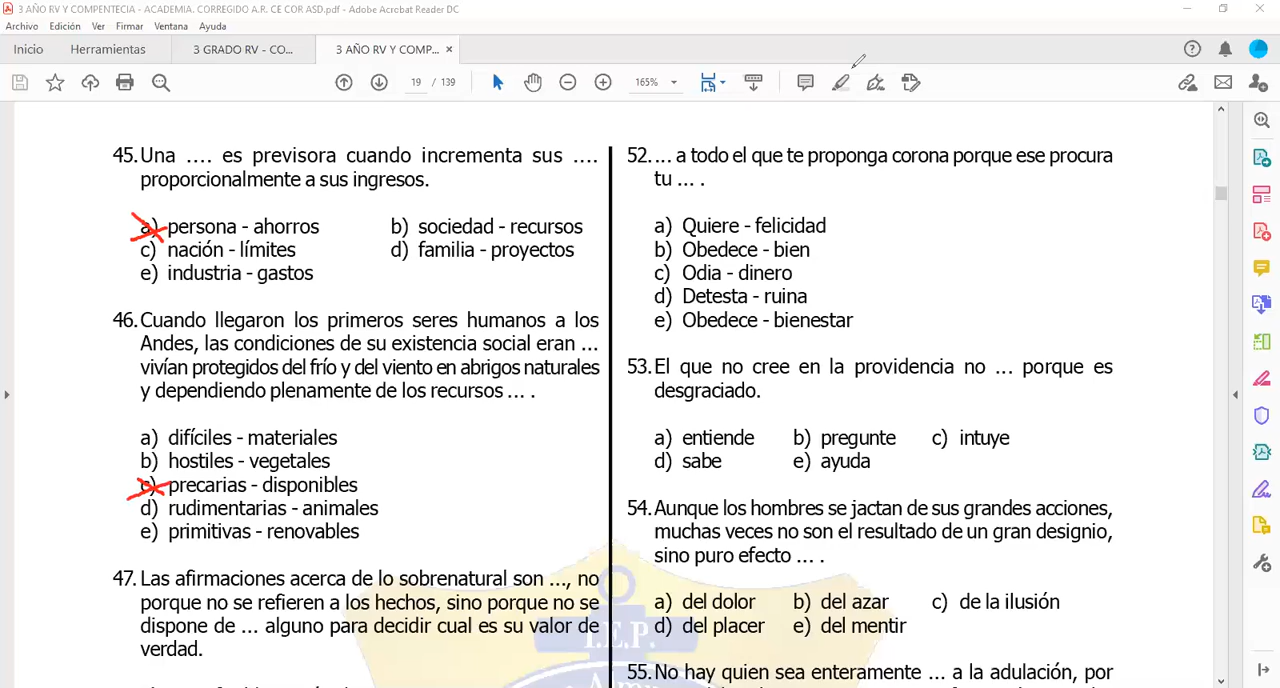 3 AÑO RV Y COMPENTECIA - ACADEMIA. CORREGIDO A.R. CE COR ASD.pdf - Adobe Acrobat Reader DC
Archivo Edición Ver Firmar Ventana Ayuda
Inicio Herramientas 3 GRADO RV - CO... 3 AÑO RV Y COMP... ×
19 / 139 165%
45. Una .... es previsora cuando incrementa sus ....
proporcionalmente a sus ingresos.
a) persona - ahorros b) sociedad - recursos
c) nación - límites d) familia - proyectos
e) industria - gastos
46. Cuando llegaron los primeros seres humanos a los
Andes, las condiciones de su existencia social eran ...
vivían protegidos del frío y del viento en abrigos naturales
y dependiendo plenamente de los recursos ... .
a) difíciles - materiales
b) hostiles - vegetales
c) precarias - disponibles
d) rudimentarias - animales
e) primitivas - renovables
47. Las afirmaciones acerca de lo sobrenatural son ..., no
porque no se refieren a los hechos, sino porque no se
dispone de ... alguno para decidir cual es su valor de
verdad.
52. ... a todo el que te proponga corona porque ese procura
tu ... .
a) Quiere - felicidad
b) Obedece - bien
c) Odia - dinero
d) Detesta - ruina
e) Obedece - bienestar
53. El que no cree en la providencia no ... porque es
desgraciado.
a) entiende b) pregunte c) intuye
d) sabe e) ayuda
54. Aunque los hombres se jactan de sus grandes acciones,
muchas veces no son el resultado de un gran designio,
sino puro efecto ... .
a) del dolor b) del azar c) de la ilusión
d) del placer e) del mentir
55. No hay quien sea enteramente ... a la adulación, por
I.E.P.